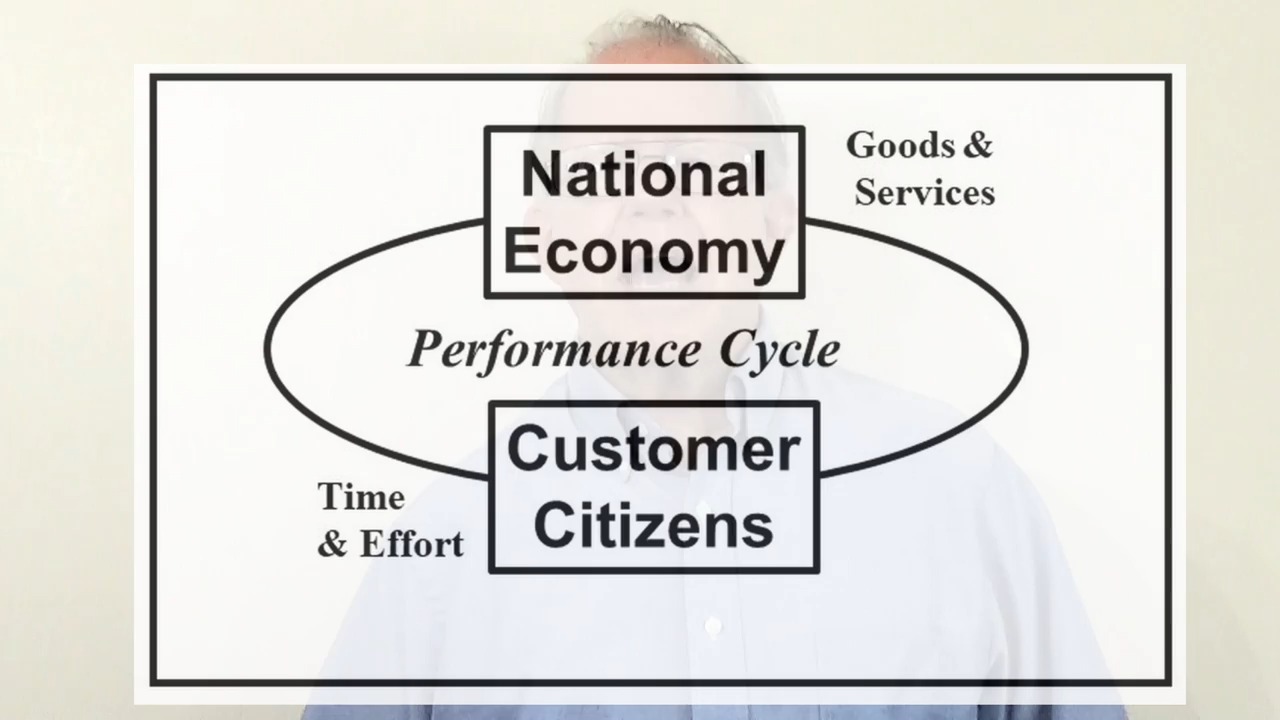 National
Economy
Goods &
Services
Performance Cycle
Customer
Citizens
Time
& Effort